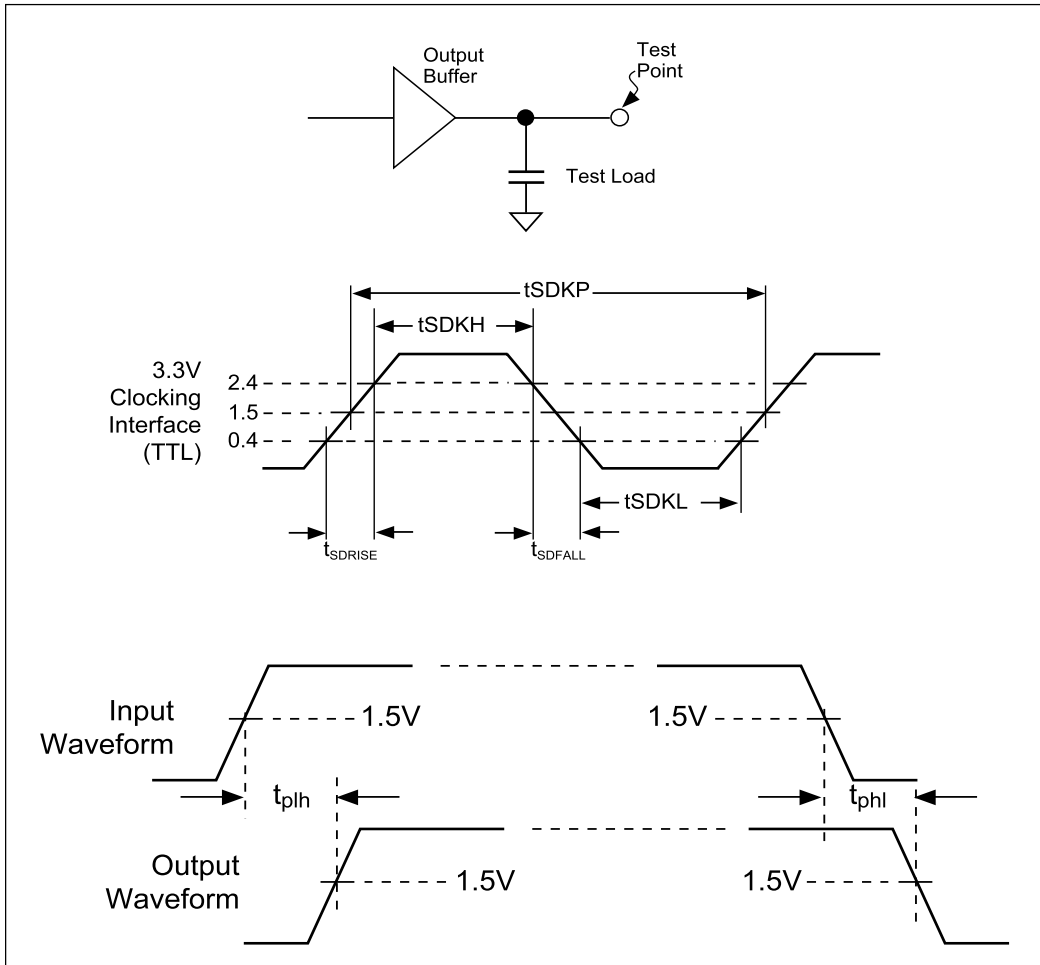 Output
Buffer
Test
Point
Test Load
tSDKP
tSDKH
3.3V
Clocking
Interface
(TTL)
2.4
1.5
0.4
tSDKL
tSDRISE
tSDFALL
Input
Waveform
1.5V
1.5V
tplh
tphl
Output
Waveform
1.5V
1.5V